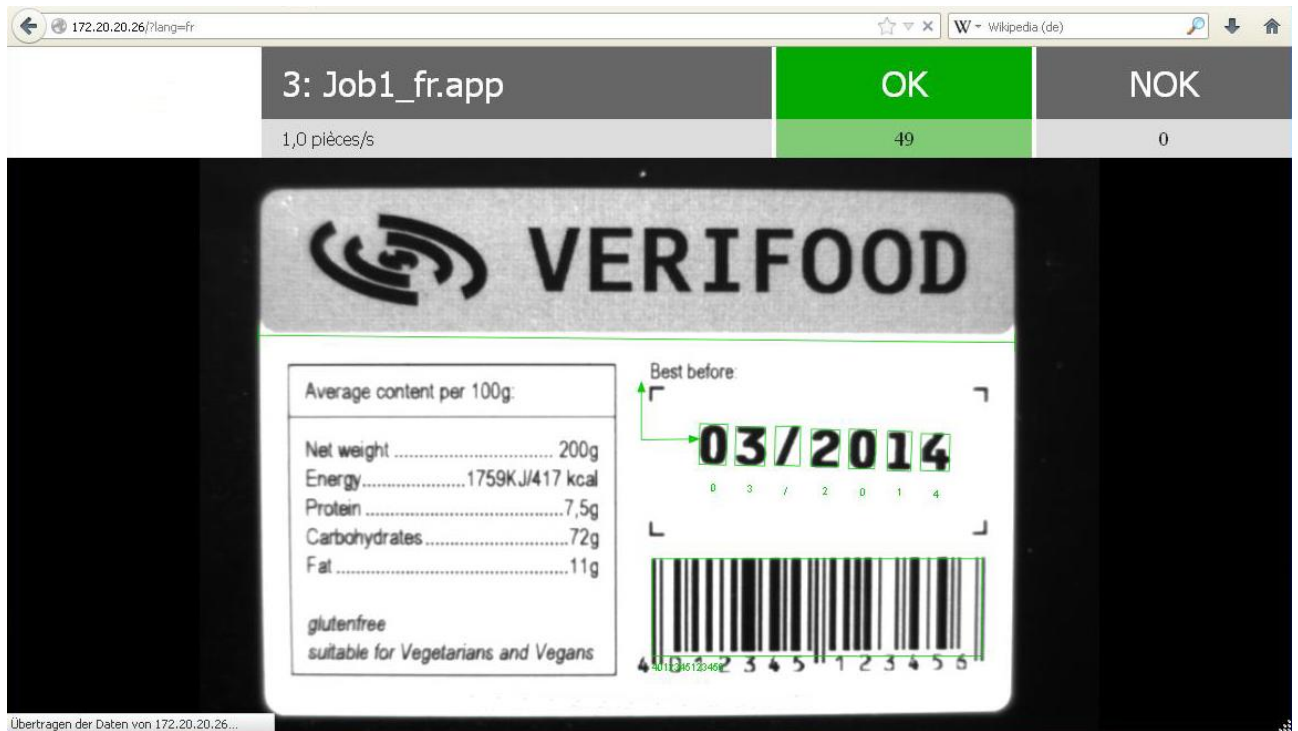 172.20.20.26/?lang=fr
W Wikipedia (de)
3: Job1_fr.app
OK
NOK
1,0 pièces/s
49
0
VERIFOOD
Average content per 100g:
Net weight ............................ 200g
Energy...................1759KJ/417 kcal
Protein ...................................7,5g
Carbohydrates ..........................72g
Fat ..........................................11g
glutenfree
suitable for Vegetarians and Vegans
Best before:
03/2014
0 3 / 2 0 1 4
4 012345 123456
Übertragen der Daten von 172.20.20.26...